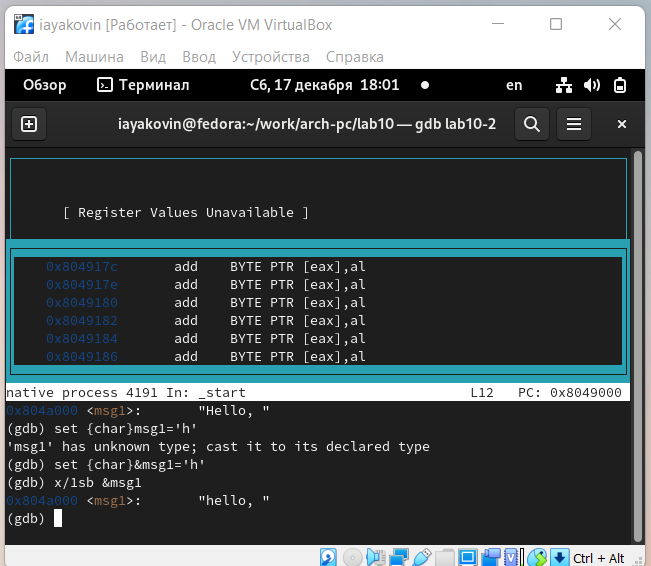 iayakovin [Работает] - Oracle VM VirtualBox
Файл Машина Вид Ввод Устройства Справка
Обзор Терминал Сб, 17 декабря 18:01 en
iayakovin@fedora:~/work/arch-pc/lab10 — gdb lab10-2
[ Register Values Unavailable ]
0x804917c add BYTE PTR [eax],al
0x804917e add BYTE PTR [eax],al
0x8049180 add BYTE PTR [eax],al
0x8049182 add BYTE PTR [eax],al
0x8049184 add BYTE PTR [eax],al
0x8049186 add BYTE PTR [eax],al
native process 4191 In: _start L12 PC: 0x8049000
0x804a000 <msg1>: "Hello, "
(gdb) set {char}msg1='h'
'msg1' has unknown type; cast it to its declared type
(gdb) set {char}&msg1='h'
(gdb) x/1sb &msg1
0x804a000 <msg1>: "hello, "
(gdb)
Ctrl + Alt